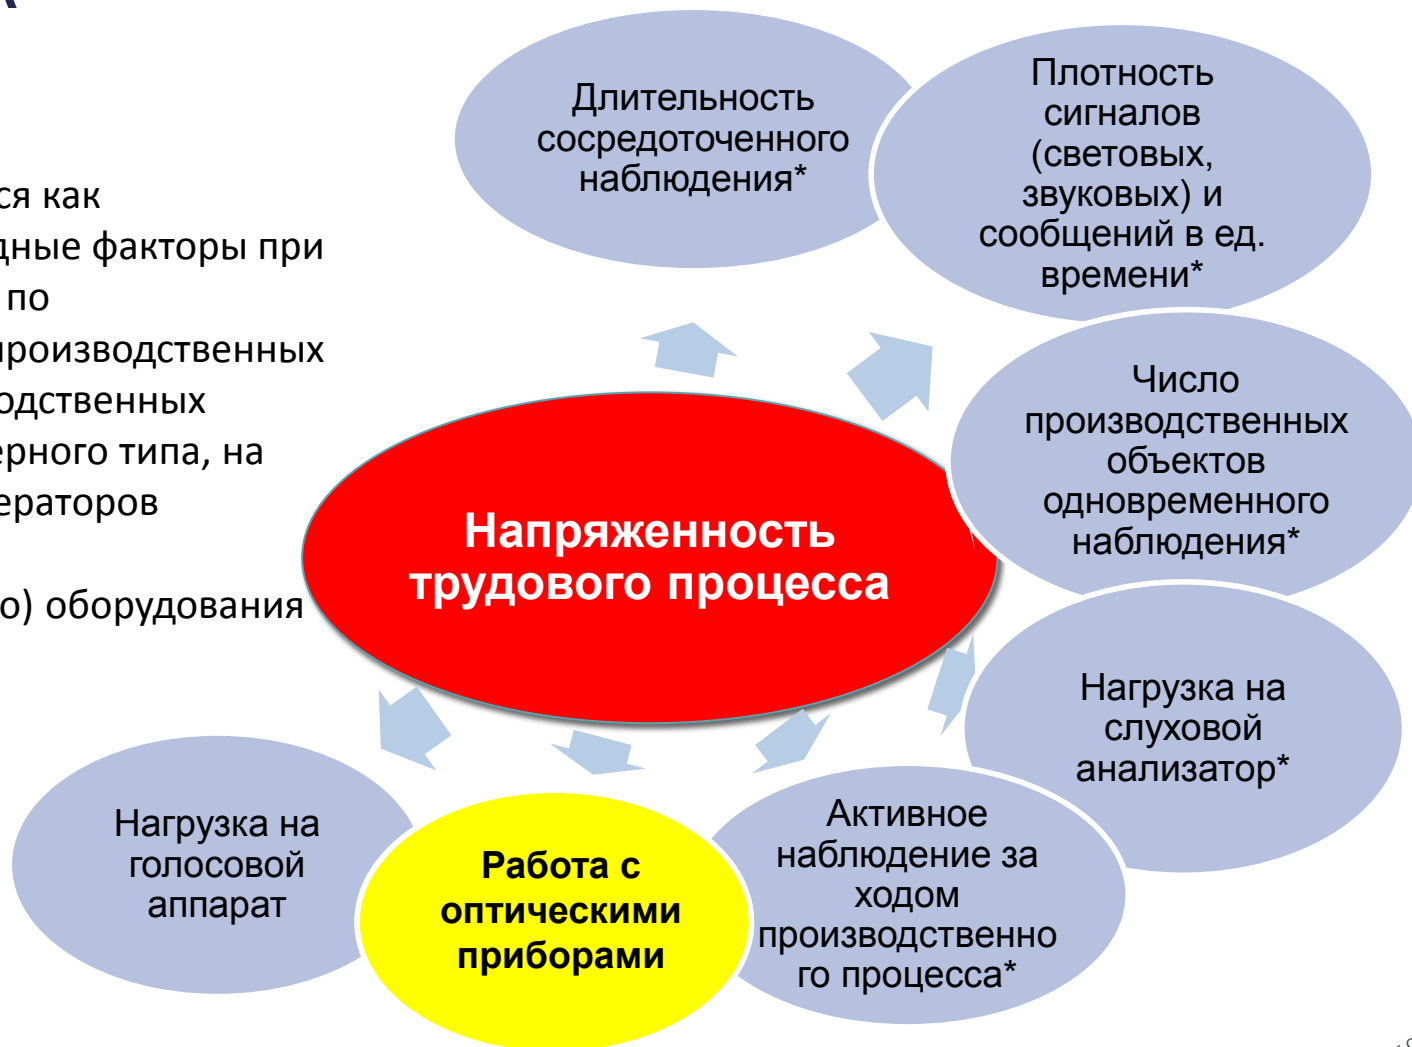 ся как
дные факторы при
по
производственных
одственных
ерного типа, на
ераторов
о) оборудования
Длительность
сосредоточенного
наблюдения*
Плотность
сигналов
(световых,
звуковых) и
сообщений в ед.
времени*
Число
производственных
объектов
одновременного
наблюдения*
Напряженность
трудового процесса
Нагрузка на
слуховой
анализатор*
Активное
наблюдение за
ходом
производственно
го процесса*
Работа с
оптическими
приборами
Нагрузка на
голосовой
аппарат